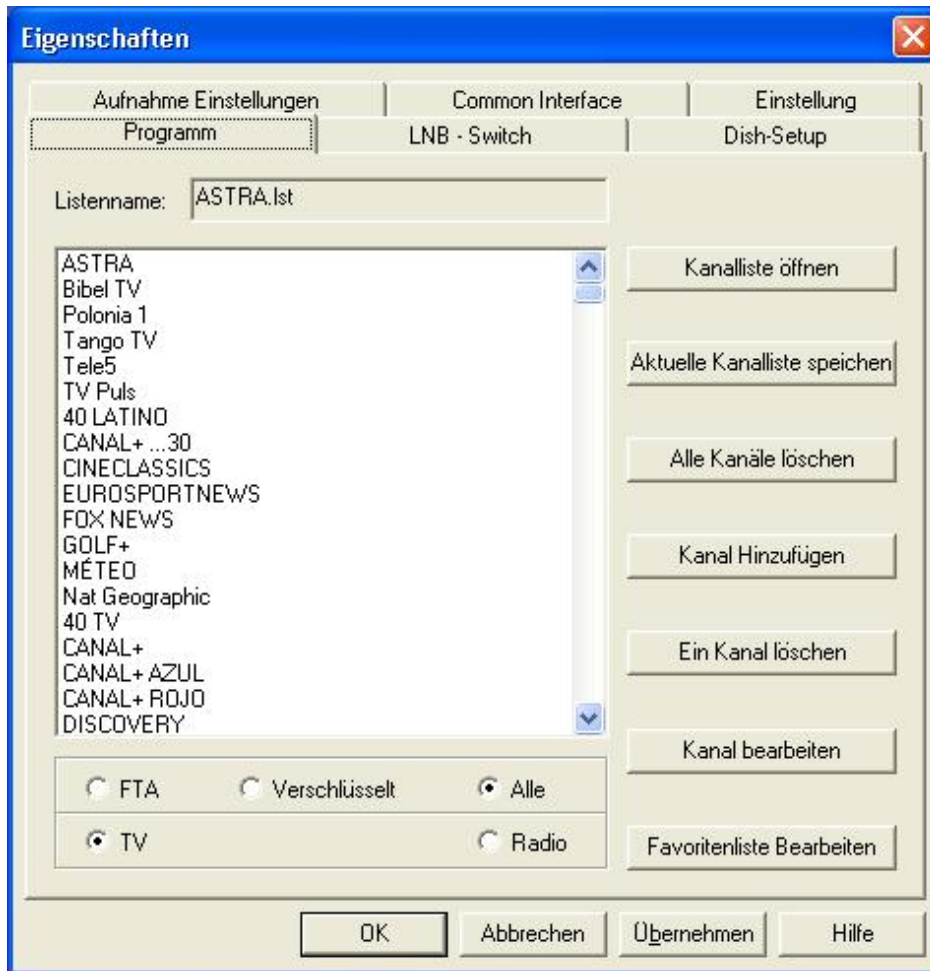 Eigenschaften
Aufnahme Einstellungen
Common Interface
Einstellung
Programm
LNB - Switch
Dish-Setup
Listenname:
ASTRA.lst
ASTRA
Bibel TV
Polonia 1
Tango TV
Tele5
TV Puls
40 LATINO
CANAL+ ...30
CINECLASSICS
EUROSPORTNEWS
FOX NEWS
GOLF+
MÉTEO
Nat Geographic
40 TV
CANAL+
CANAL+ AZUL
CANAL+ ROJO
DISCOVERY
Kanalliste öffnen
Aktuelle Kanalliste speichen
Alle Kanäle löschen
Kanal Hinzufügen
Ein Kanal löschen
Kanal bearbeiten
Favoritenliste Bearbeiten
FTA
Verschlüsselt
Alle
TV
Radio
OK
Abbrechen
Übernehmen
Hilfe